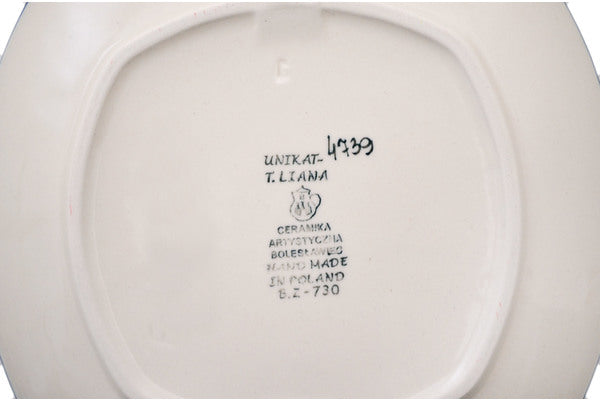 UNIKAT-4739
T. LIANA
CERAMIKA
ARTYSTYCZNA
BOLESŁAWIEC
HAND MADE
IN POLAND
B.Z-730